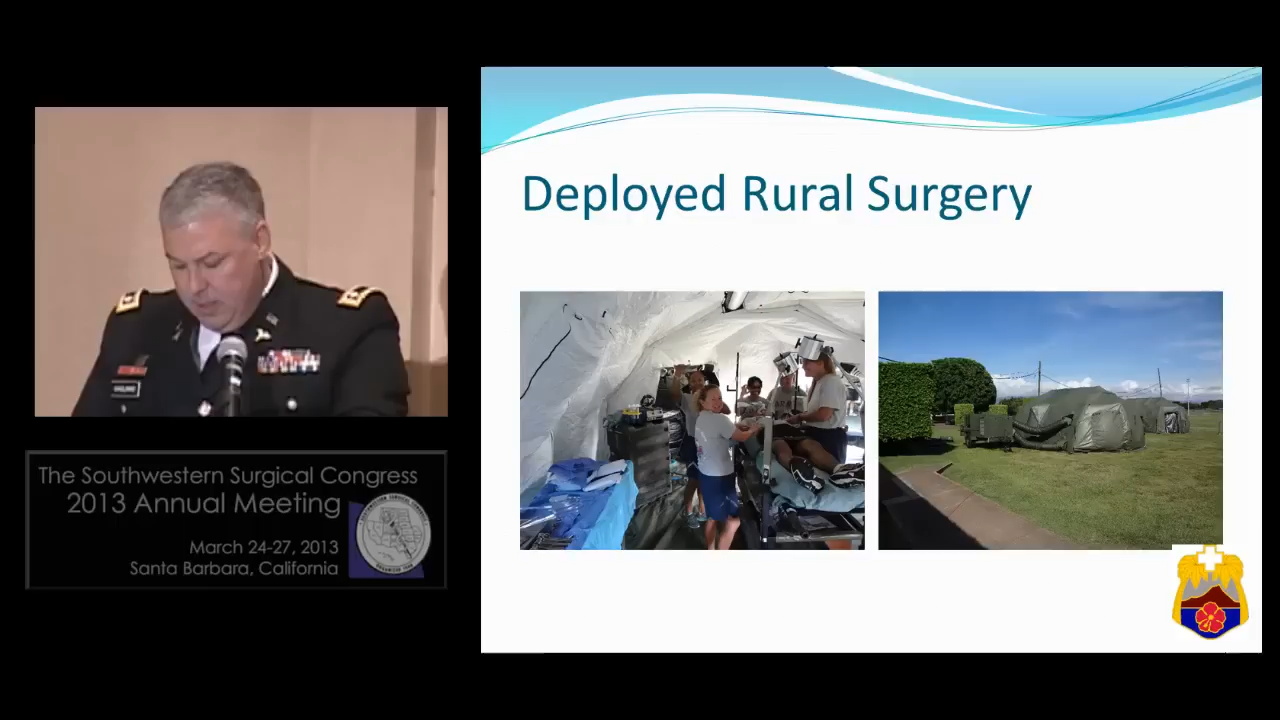 Deployed Rural Surgery
The Southwestern Surgical Congress
2013 Annual Meeting
March 24-27, 2013
Santa Barbara, California